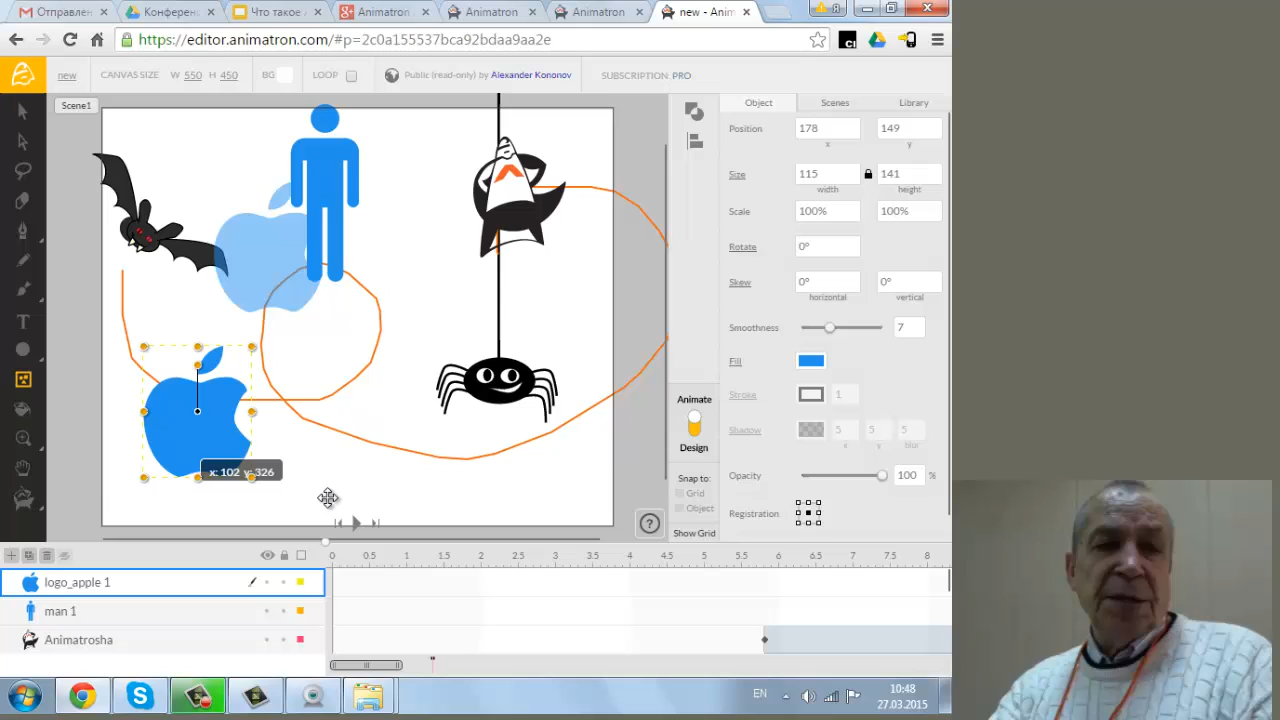 Отправлен
Конферен
Что такое
Animatron
Animatron
Animatron
new - Anim
Я
https://editor.animatron.com/#p=2c0a155537bca92bdaa9aa2e
new
CANVAS SIZE W 550 H 450
BG
LOOP
Public (read-only) by Alexander Kononov
SUBSCRIPTION: PRO
Scene1
Object
Scenes
Library
Position 178 149
x y
Size 115 141
width height
Scale 100% 100%
Rotate 0°
Skew 0° 0°
horizontal vertical
Smoothness 7
Fill
Stroke 1
Shadow 5 5 5
x y blur
Opacity 100 %
Registration
Animate
Design
Snap to:
Grid
Object
Show Grid
x: 102 y: 326
?
0 0.5 1 1.5 2 2.5 3 3.5 4 4.5 5 5.5 6 6.5 7 7.5 8
logo_apple 1
man 1
Animatrosha
EN
10:48
27.03.2015